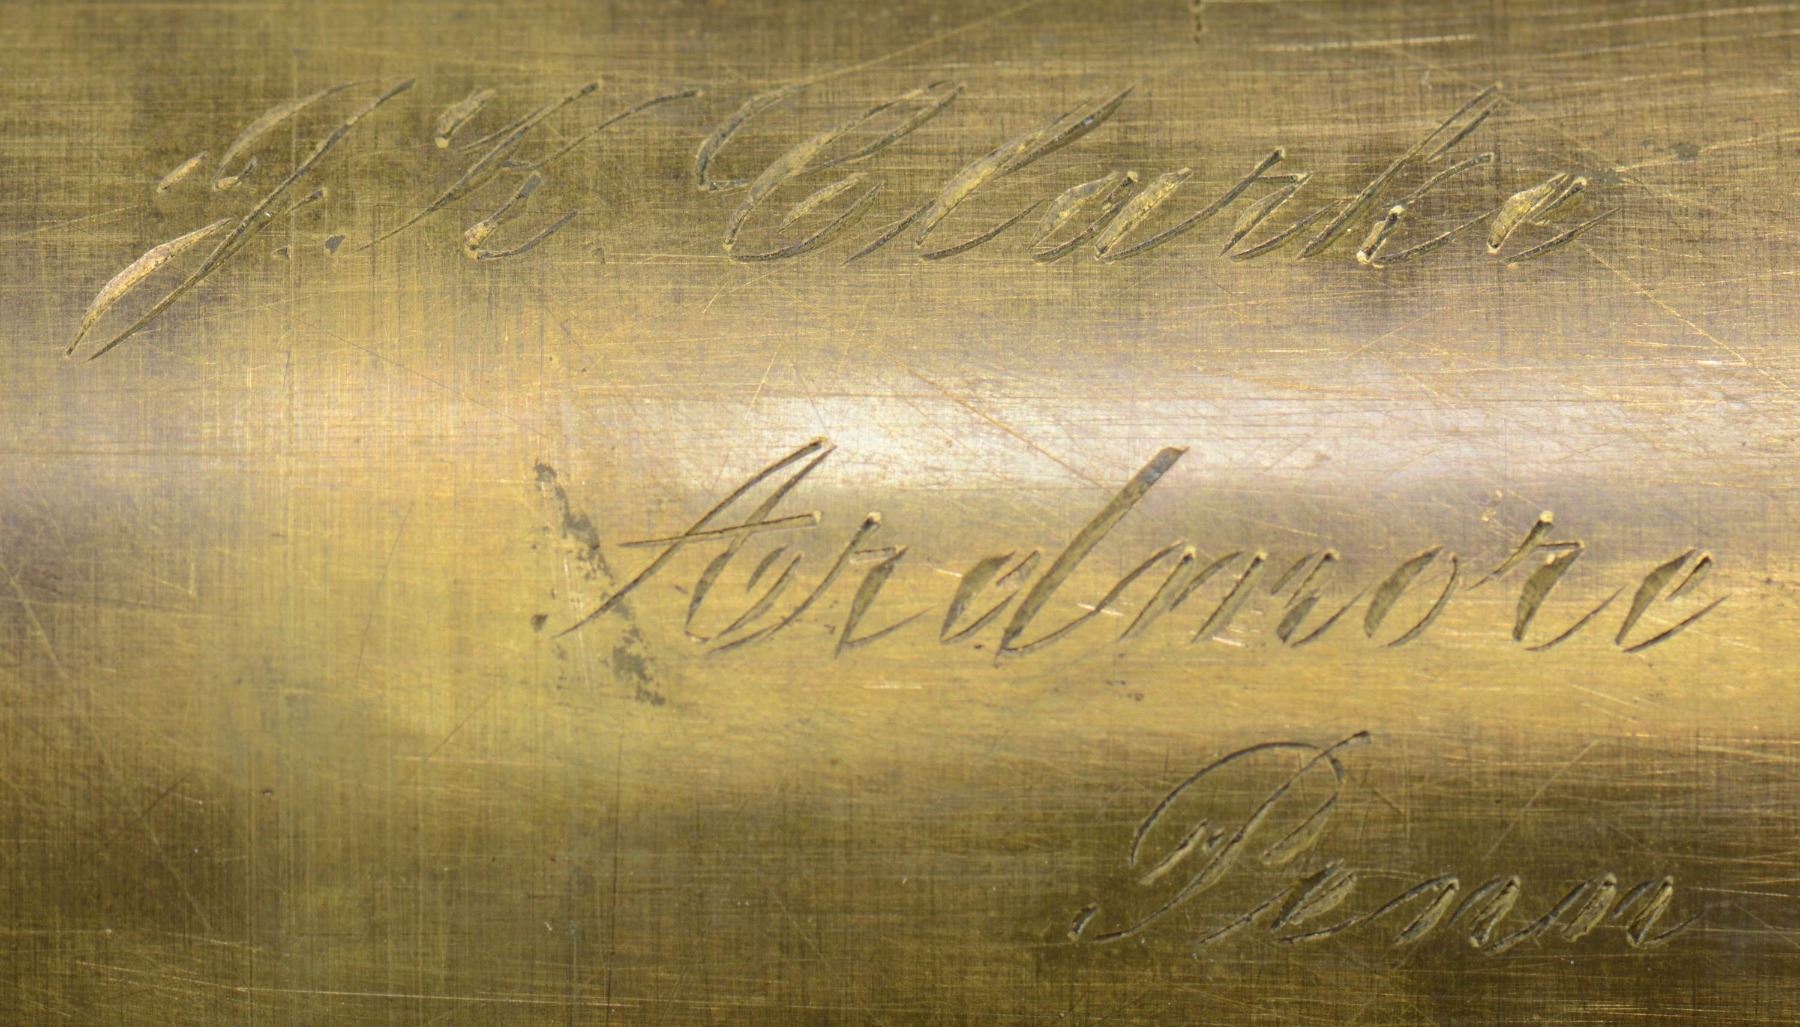 J. K. Clarke
Ardmore
Penn